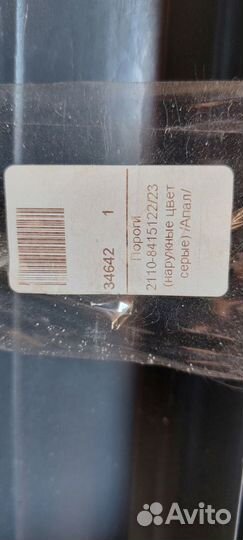 34642 1
Пороги
2110-8415122/23
(наружные цвет
серые) /Апал/
Avito